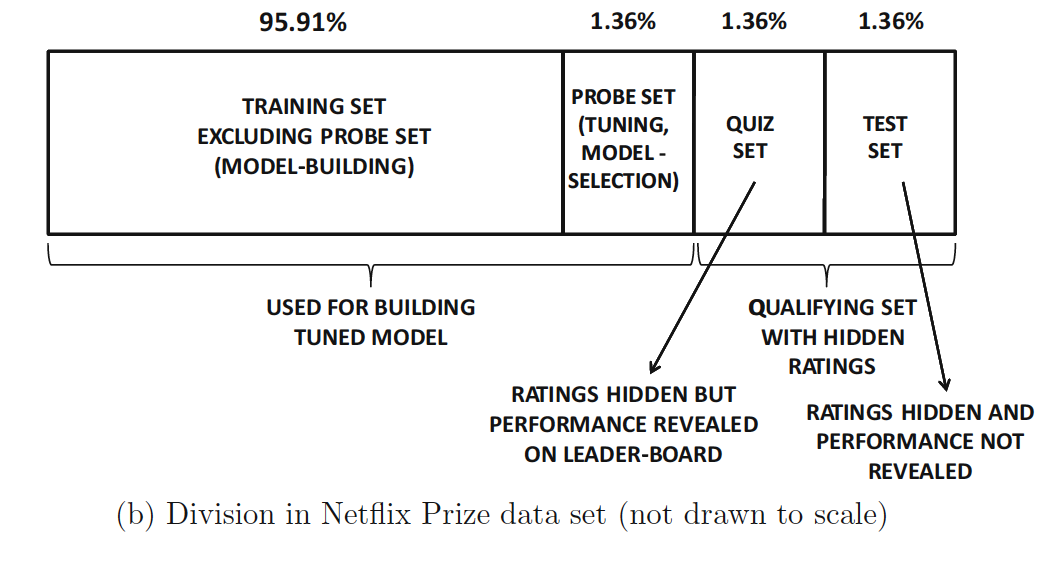 95.91%
1.36%
1.36%
1.36%
TRAINING SET
EXCLUDING PROBE SET
(MODEL-BUILDING)
PROBE SET
(TUNING,
MODEL -
SELECTION)
QUIZ
SET
TEST
SET
USED FOR BUILDING
TUNED MODEL
QUALIFYING SET
WITH HIDDEN
RATINGS
RATINGS HIDDEN BUT
PERFORMANCE REVEALED
ON LEADER-BOARD
RATINGS HIDDEN AND
PERFORMANCE NOT
REVEALED
(b) Division in Netflix Prize data set (not drawn to scale)